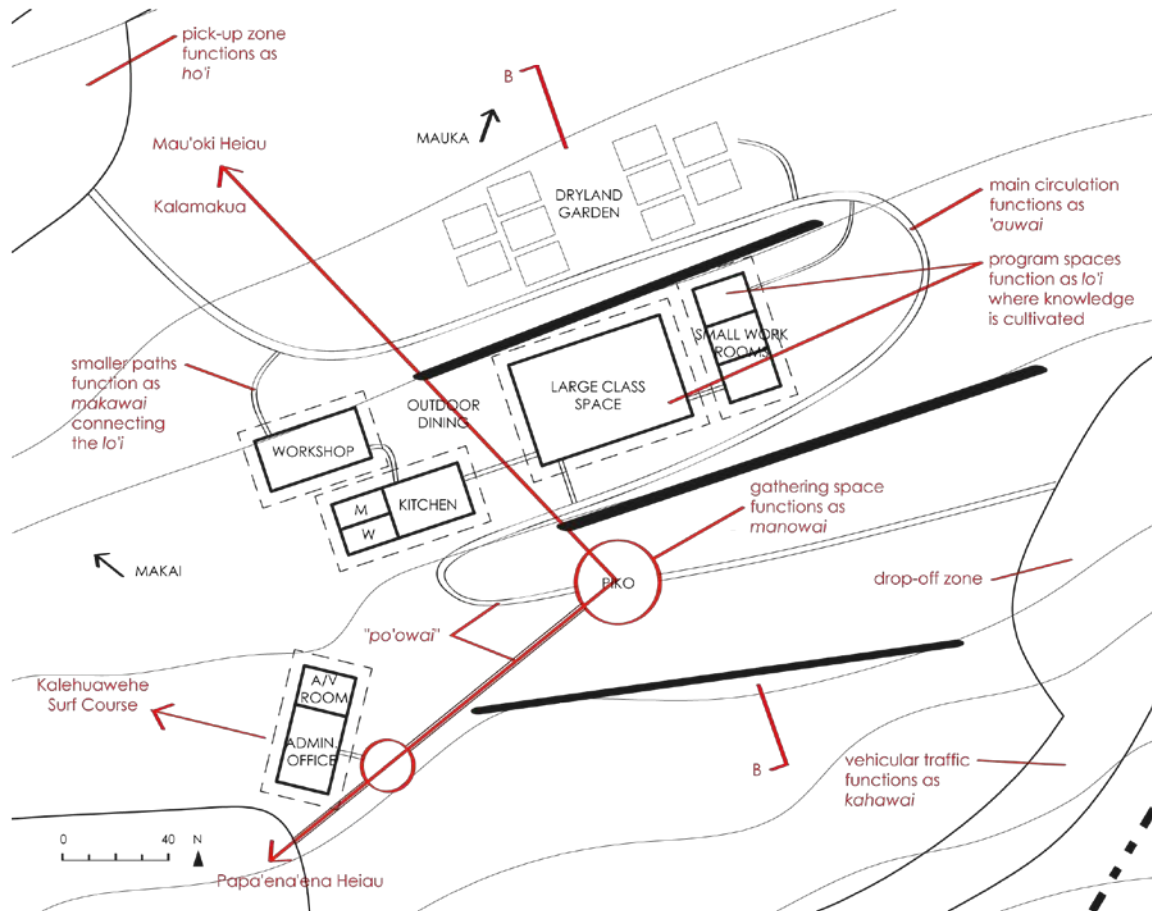 pick-up zone
functions as
ho'i
B
MAUKA
Mau'oki Heiau
Kalamakua
DRYLAND
GARDEN
main circulation
functions as
'auwai
program spaces
function as lo'i
where knowledge
is cultivated
smaller paths
function as
makawai
connecting
the lo'i
SMALL WORK
ROOMS
LARGE CLASS
SPACE
OUTDOOR
DINING
WORKSHOP
M
W
KITCHEN
gathering space
functions as
manowai
MAKAI
PIKO
drop-off zone
"po'owai"
Kalehuawehe
Surf Course
A/V
ROOM
ADMIN.
OFFICE
B
vehicular traffic
functions as
kahawai
0 40 N
Papa'ena'ena Heiau